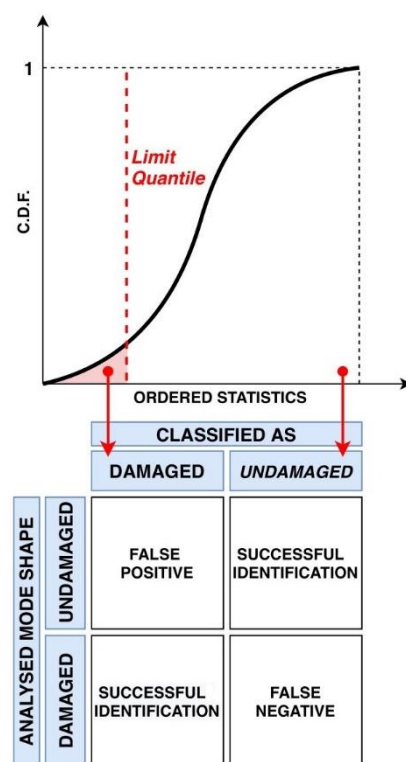 1
Limit
Quantile
C.D.F.
ORDERED STATISTICS
CLASSIFIED AS
DAMAGED
UNDAMAGED
ANALYSED MODE SHAPE
UNDAMAGED
FALSE
POSITIVE
SUCCESSFUL
IDENTIFICATION
DAMAGED
SUCCESSFUL
IDENTIFICATION
FALSE
NEGATIVE